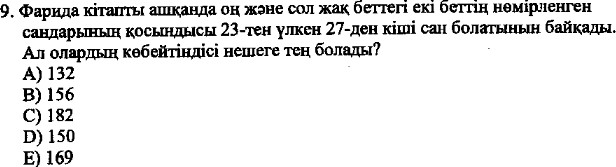 9. Фарида кітапты ашқанда оң және сол жақ беттегі екі беттің нөмірленген
сандарының қосындысы 23-тен үлкен 27-ден кіші сан болатынын байқады.
Ал олардың көбейтіндісі нешеге тең болады?
A) 132
B) 156
C) 182
D) 150
E) 169